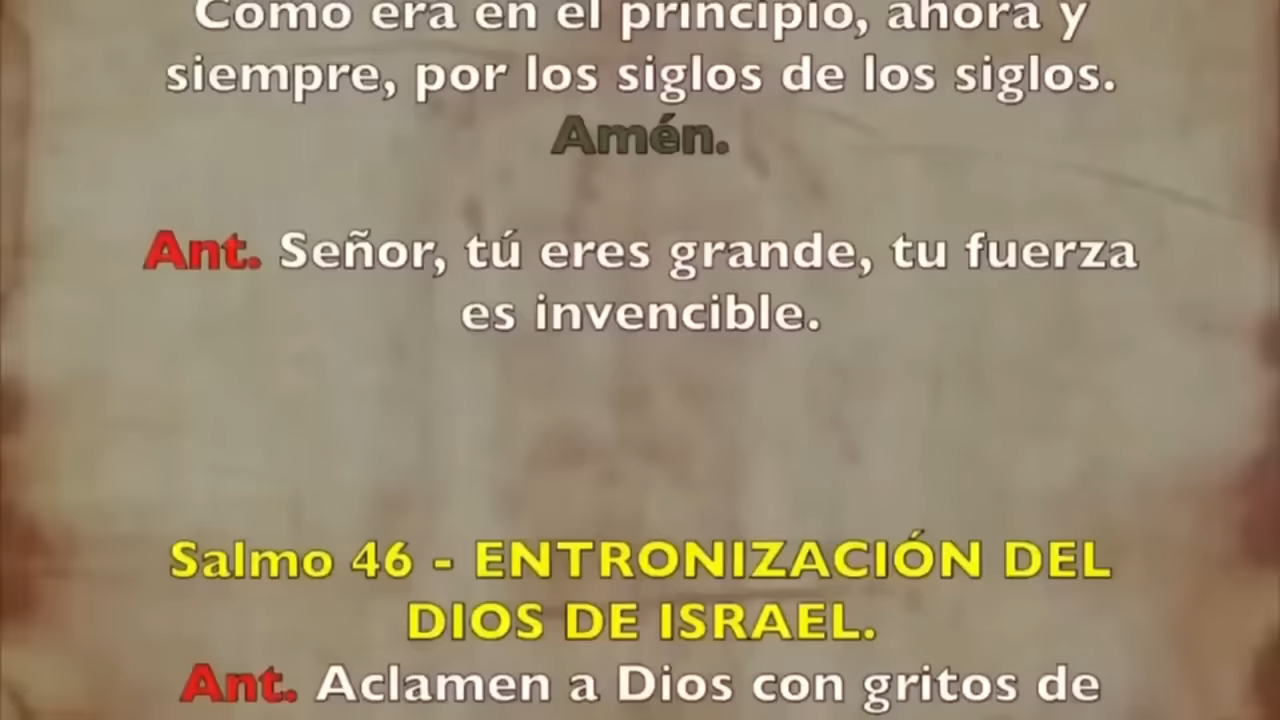 Como era en el principio, ahora y
siempre, por los siglos de los siglos.
Amén.
Ant. Señor, tú eres grande, tu fuerza
es invencible.
Salmo 46 - ENTRONIZACIÓN DEL
DIOS DE ISRAEL.
Ant. Aclamen a Dios con gritos de